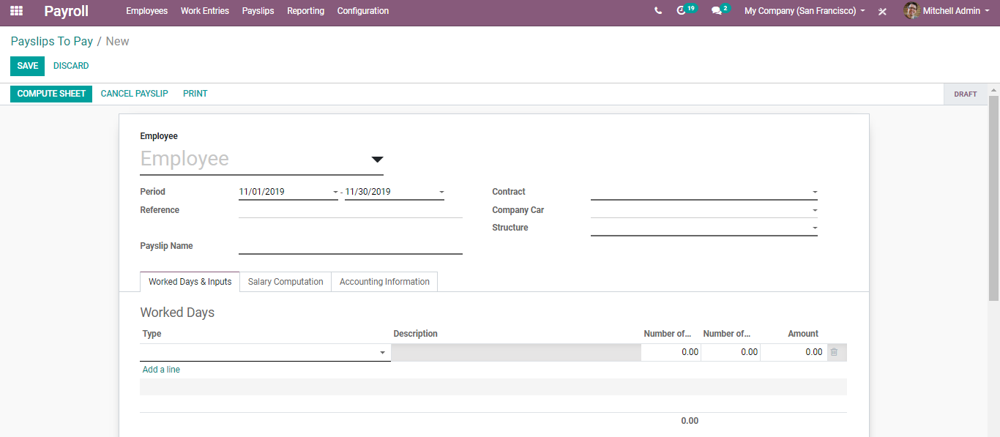 Payroll Employees Work Entries Payslips Reporting Configuration 19 2 My Company (San Francisco) Mitchell Admin
Payslips To Pay / New
SAVE DISCARD
COMPUTE SHEET CANCEL PAYSLIP PRINT DRAFT
Employee
Employee
Period 11/01/2019 - 11/30/2019 Contract
Reference Company Car
Structure
Payslip Name
Worked Days & Inputs Salary Computation Accounting Information
Worked Days
Type Description Number of... Number of... Amount
0.00 0.00 0.00
Add a line
0.00